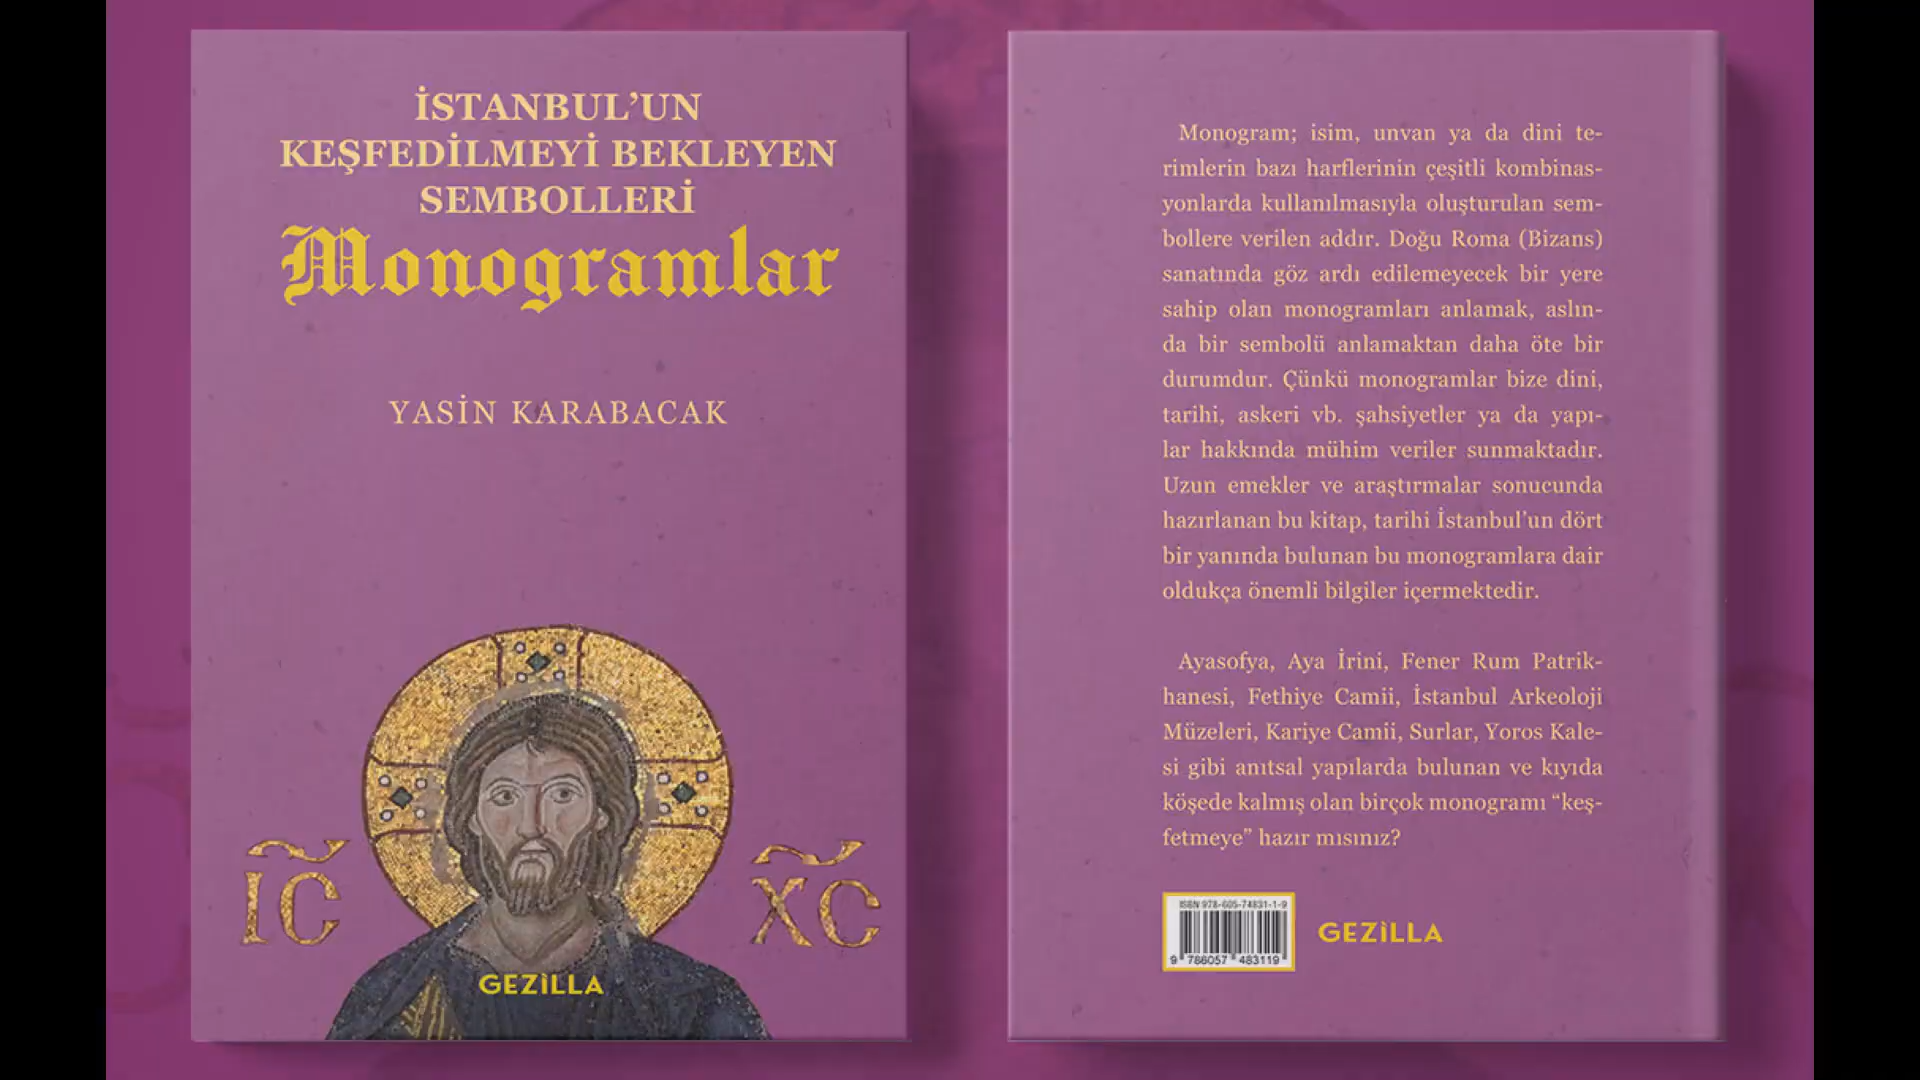 İSTANBUL’UN
KEŞFEDİLMEYİ BEKLEYEN
SEMBOLLERİ
Monogramlar
YASİN KARABACAK
IC
XC
GEZİLLA
Monogram; isim, unvan ya da dini te-
rimlerin bazı harflerinin çeşitli kombinas-
yonlarda kullanılmasıyla oluşturulan sem-
bollere verilen addır. Doğu Roma (Bizans)
sanatında göz ardı edilemeyecek bir yere
sahip olan monogramları anlamak, aslın-
da bir sembolü anlamaktan daha öte bir
durumdur. Çünkü monogramlar bize dini,
tarihi, askeri vb. şahsiyetler ya da yapı-
lar hakkında mühim veriler sunmaktadır.
Uzun emekler ve araştırmalar sonucunda
hazırlanan bu kitap, tarihi İstanbul’un dört
bir yanında bulunan bu monogramlara dair
oldukça önemli bilgiler içermektedir.
Ayasofya, Aya İrini, Fener Rum Patrik-
hanesi, Fethiye Camii, İstanbul Arkeoloji
Müzeleri, Kariye Camii, Surlar, Yoros Kale-
si gibi anıtsal yapılarda bulunan ve kıyıda
köşede kalmış olan birçok monogramı “keş-
fetmeye” hazır mısınız?
ISBN 978-605-74831-1-9
9 786057 483119
GEZİLLA